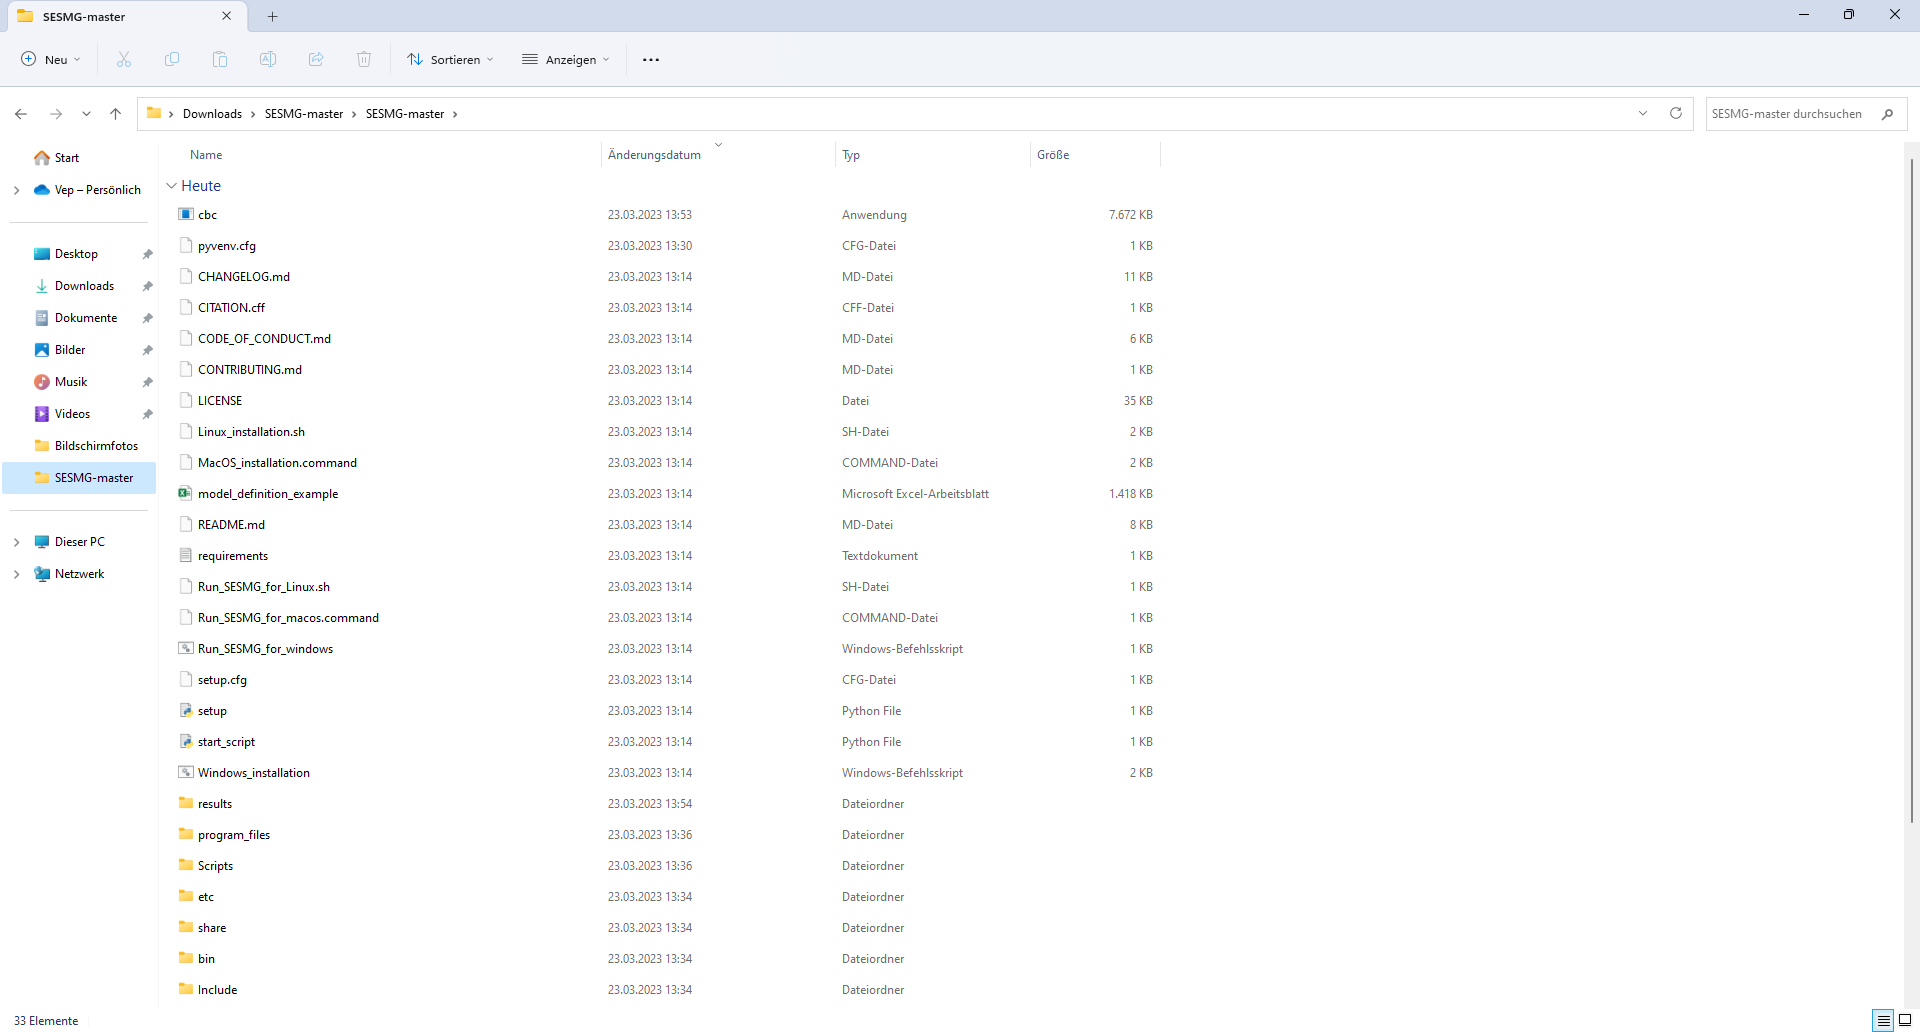 SESMG-master
Neu
Sortieren
Anzeigen
Downloads SESMG-master SESMG-master
SESMG-master durchsuchen
Start
Vep – Persönlich
Desktop
Downloads
Dokumente
Bilder
Musik
Videos
Bildschirmfotos
SESMG-master
Dieser PC
Netzwerk
Name Änderungsdatum Typ Größe
Heute
cbc 23.03.2023 13:53 Anwendung 7.672 KB
pyvenv.cfg 23.03.2023 13:30 CFG-Datei 1 KB
CHANGELOG.md 23.03.2023 13:14 MD-Datei 11 KB
CITATION.cff 23.03.2023 13:14 CFF-Datei 1 KB
CODE_OF_CONDUCT.md 23.03.2023 13:14 MD-Datei 6 KB
CONTRIBUTING.md 23.03.2023 13:14 MD-Datei 1 KB
LICENSE 23.03.2023 13:14 Datei 35 KB
Linux_installation.sh 23.03.2023 13:14 SH-Datei 2 KB
MacOS_installation.command 23.03.2023 13:14 COMMAND-Datei 2 KB
model_definition_example 23.03.2023 13:14 Microsoft Excel-Arbeitsblatt 1.418 KB
README.md 23.03.2023 13:14 MD-Datei 8 KB
requirements 23.03.2023 13:14 Textdokument 1 KB
Run_SESMG_for_Linux.sh 23.03.2023 13:14 SH-Datei 1 KB
Run_SESMG_for_macos.command 23.03.2023 13:14 COMMAND-Datei 1 KB
Run_SESMG_for_windows 23.03.2023 13:14 Windows-Befehlsskript 1 KB
setup.cfg 23.03.2023 13:14 CFG-Datei 1 KB
setup 23.03.2023 13:14 Python File 1 KB
start_script 23.03.2023 13:14 Python File 1 KB
Windows_installation 23.03.2023 13:14 Windows-Befehlsskript 2 KB
results 23.03.2023 13:54 Dateiordner
program_files 23.03.2023 13:36 Dateiordner
Scripts 23.03.2023 13:36 Dateiordner
etc 23.03.2023 13:34 Dateiordner
share 23.03.2023 13:34 Dateiordner
bin 23.03.2023 13:34 Dateiordner
Include 23.03.2023 13:34 Dateiordner
33 Elemente